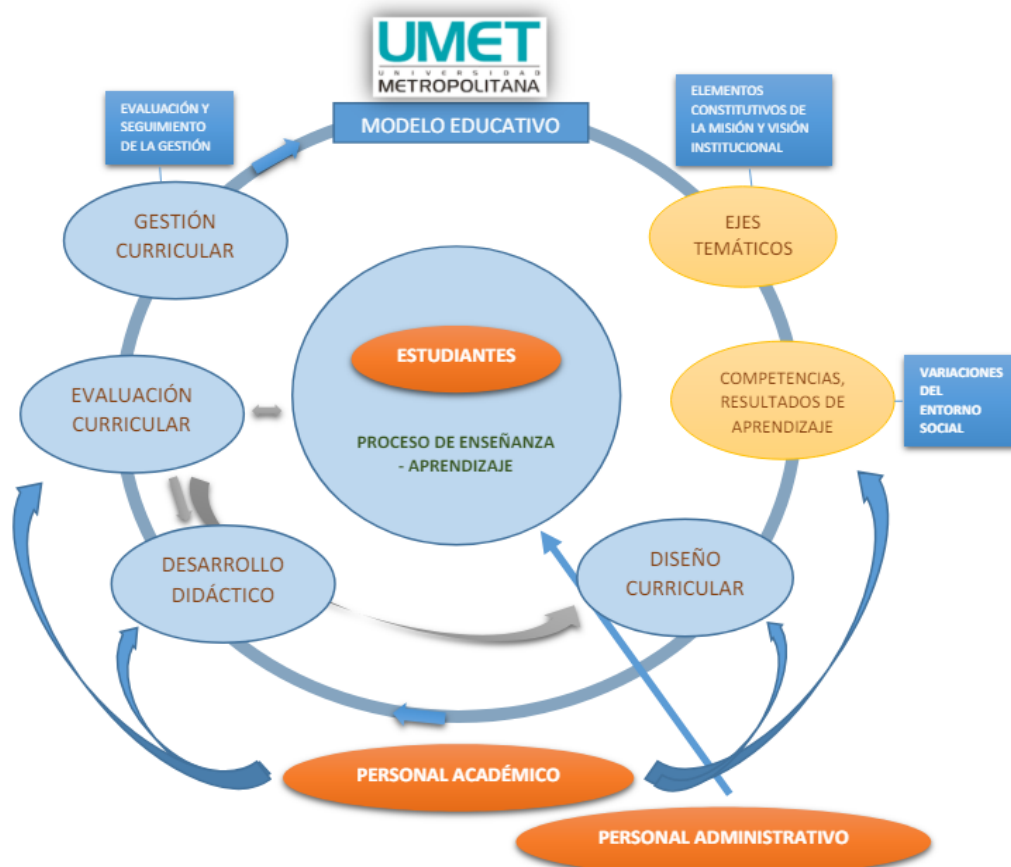 UMET
UNIVERSIDAD
METROPOLITANA
MODELO EDUCATIVO
EVALUACIÓN Y
SEGUIMIENTO
DE LA GESTIÓN
ELEMENTOS
CONSTITUTIVOS DE
LA MISIÓN Y VISIÓN
INSTITUCIONAL
GESTIÓN
CURRICULAR
EJES
TEMÁTICOS
ESTUDIANTES
PROCESO DE ENSEÑANZA
- APRENDIZAJE
EVALUACIÓN
CURRICULAR
COMPETENCIAS,
RESULTADOS DE
APRENDIZAJE
VARIACIONES
DEL
ENTORNO
SOCIAL
DESARROLLO
DIDÁCTICO
DISEÑO
CURRICULAR
PERSONAL ACADÉMICO
PERSONAL ADMINISTRATIVO